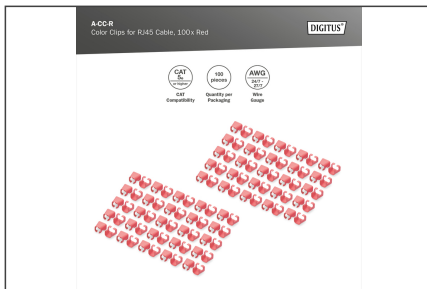 A-CC-R
Color Clips for RJ45 Cable, 100x Red
DIGITUS®
CAT
5e
or higher
CAT
Compatibility
100
pieces
Quantity per
Packaging
AWG
24/7 -
27/7
Wire
Gauge